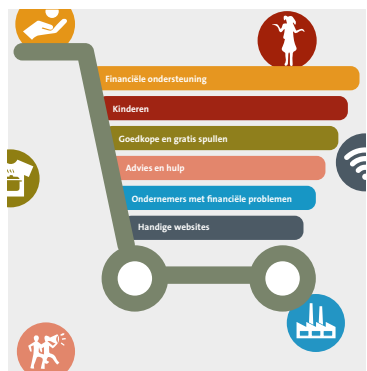 Financiële ondersteuning
Kinderen
Goedkope en gratis spullen
Advies en hulp
Ondernemers met financiële problemen
Handige websites